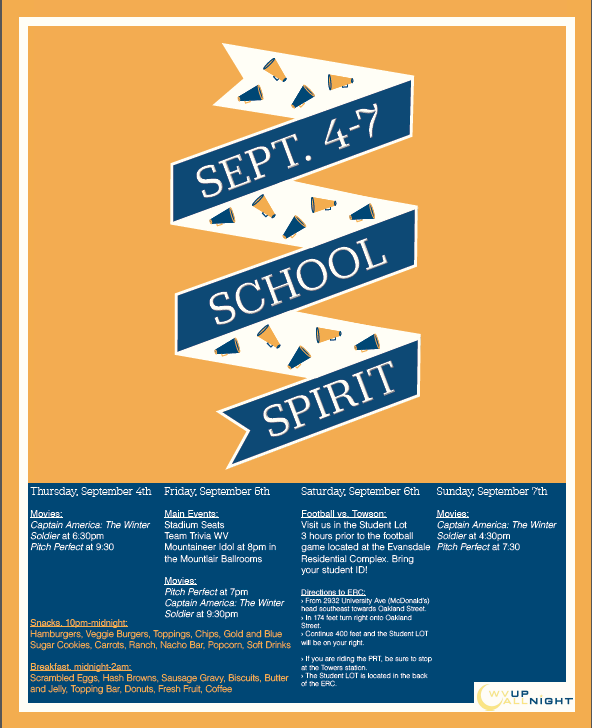 SEPT. 4-7
SCHOOL
SPIRIT
Thursday, September 4th
Movies:
Captain America: The Winter
Soldier at 6:30pm
Pitch Perfect at 9:30
Friday, September 5th
Main Events:
Stadium Seats
Team Trivia WV
Mountaineer Idol at 8pm in
the Mountlair Ballrooms
Movies:
Pitch Perfect at 7pm
Captain America: The Winter
Soldier at 9:30pm
Snacks, 10pm-midnight:
Hamburgers, Veggie Burgers, Toppings, Chips, Gold and Blue
Sugar Cookies, Carrots, Ranch, Nacho Bar, Popcorn, Soft Drinks
Breakfast, midnight-2am:
Scrambled Eggs, Hash Browns, Sausage Gravy, Biscuits, Butter
and Jelly, Topping Bar, Donuts, Fresh Fruit, Coffee
Saturday, September 6th
Football vs. Towson:
Visit us in the Student Lot
3 hours prior to the football
game located at the Evansdale
Residential Complex. Bring
your student ID!
Directions to ERC:
› From 2932 University Ave (McDonald's)
head southeast towards Oakland Street.
› In 174 feet turn right onto Oakland
Street.
› Continue 400 feet and the Student LOT
will be on your right.
› If you are riding the PRT, be sure to stop
at the Towers station.
› The Student LOT is located in the back
of the ERC.
Sunday, September 7th
Movies:
Captain America: The Winter
Soldier at 4:30pm
Pitch Perfect at 7:30
WVUP
ALLNIGHT